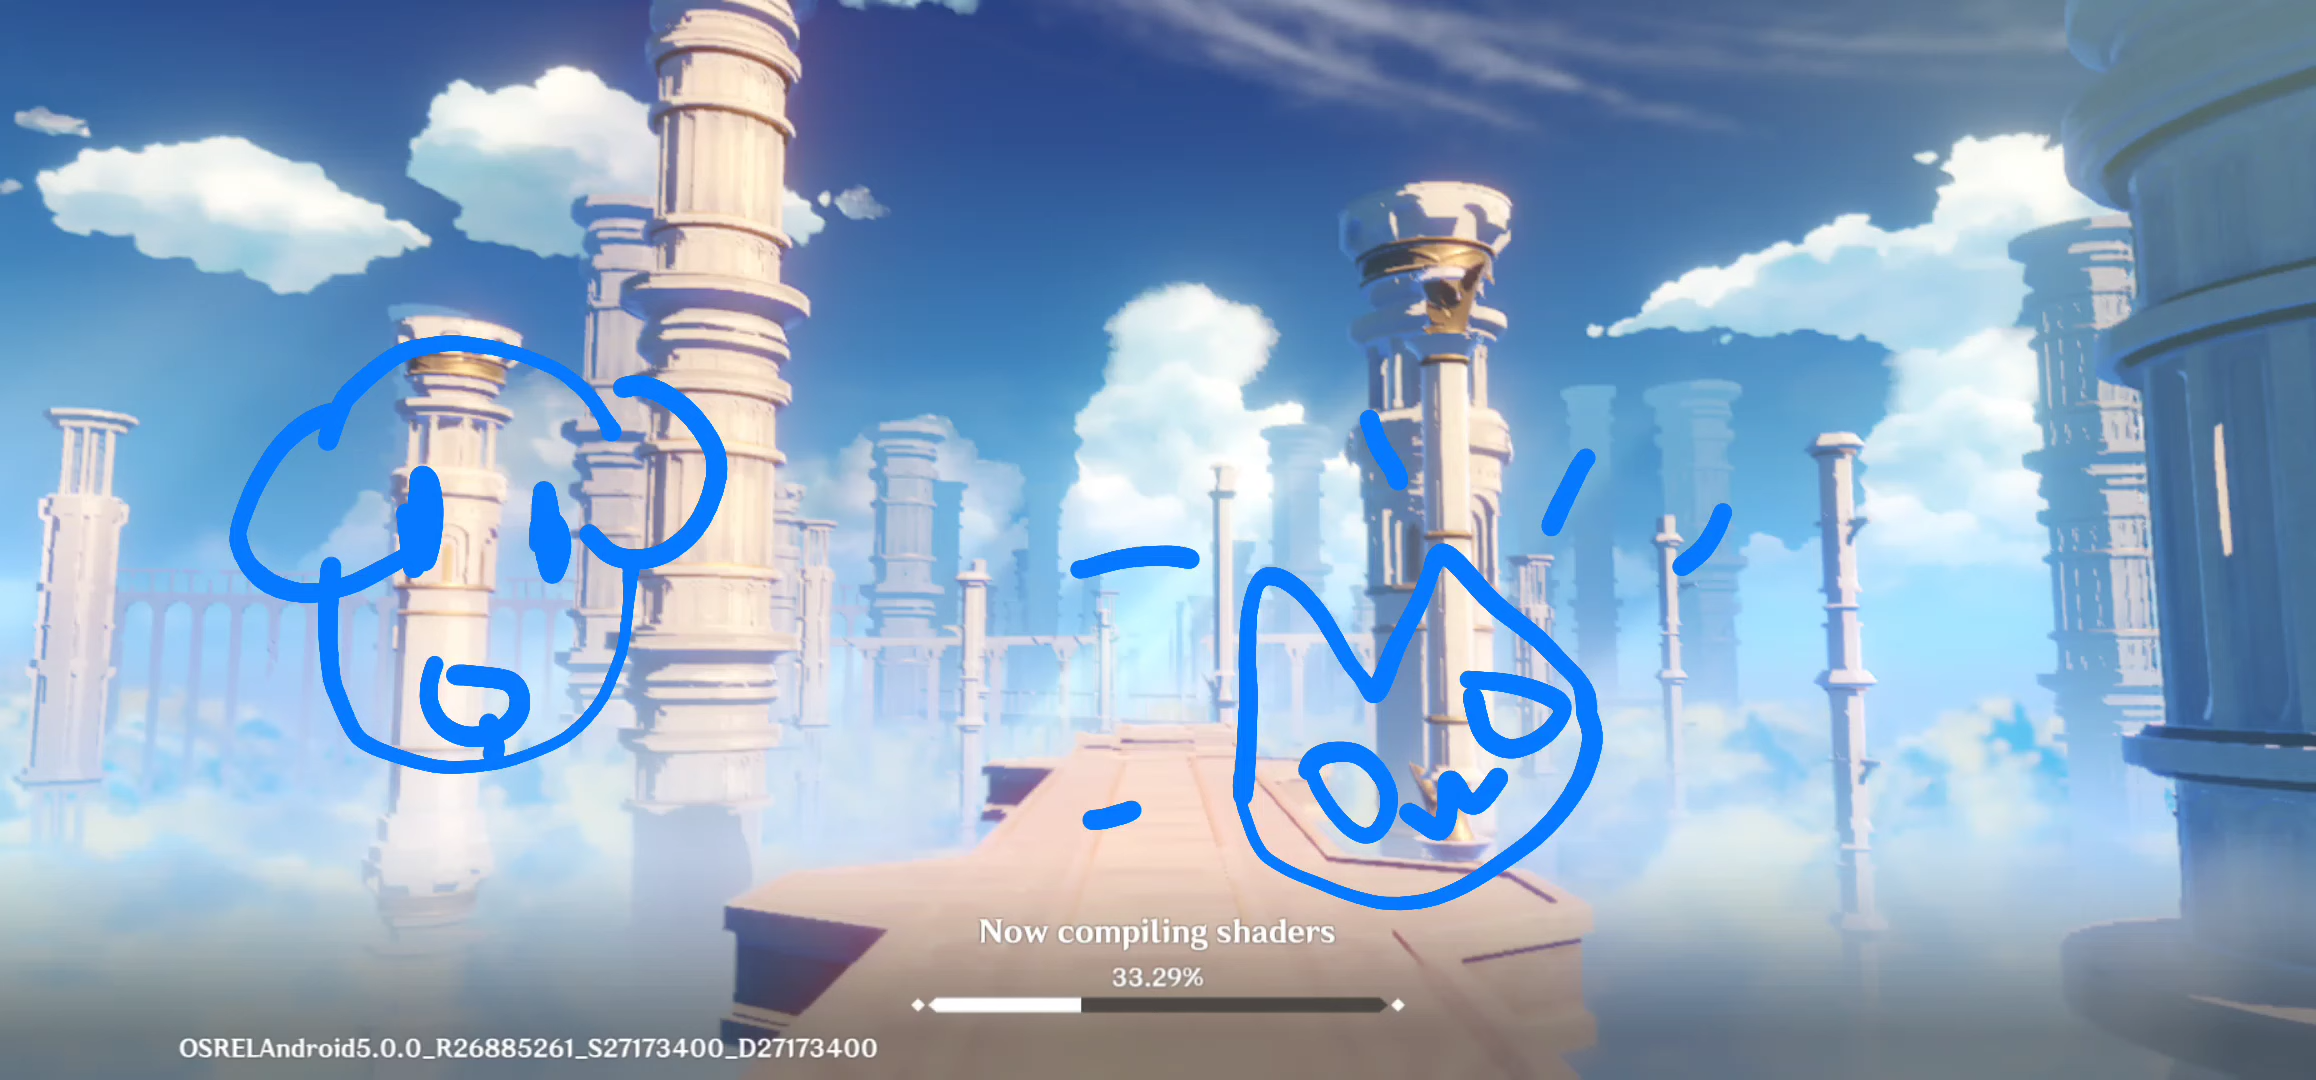 Now compiling shaders
33.29%
OSRELAndroid5.0.0_R26885261_S27173400_D27173400